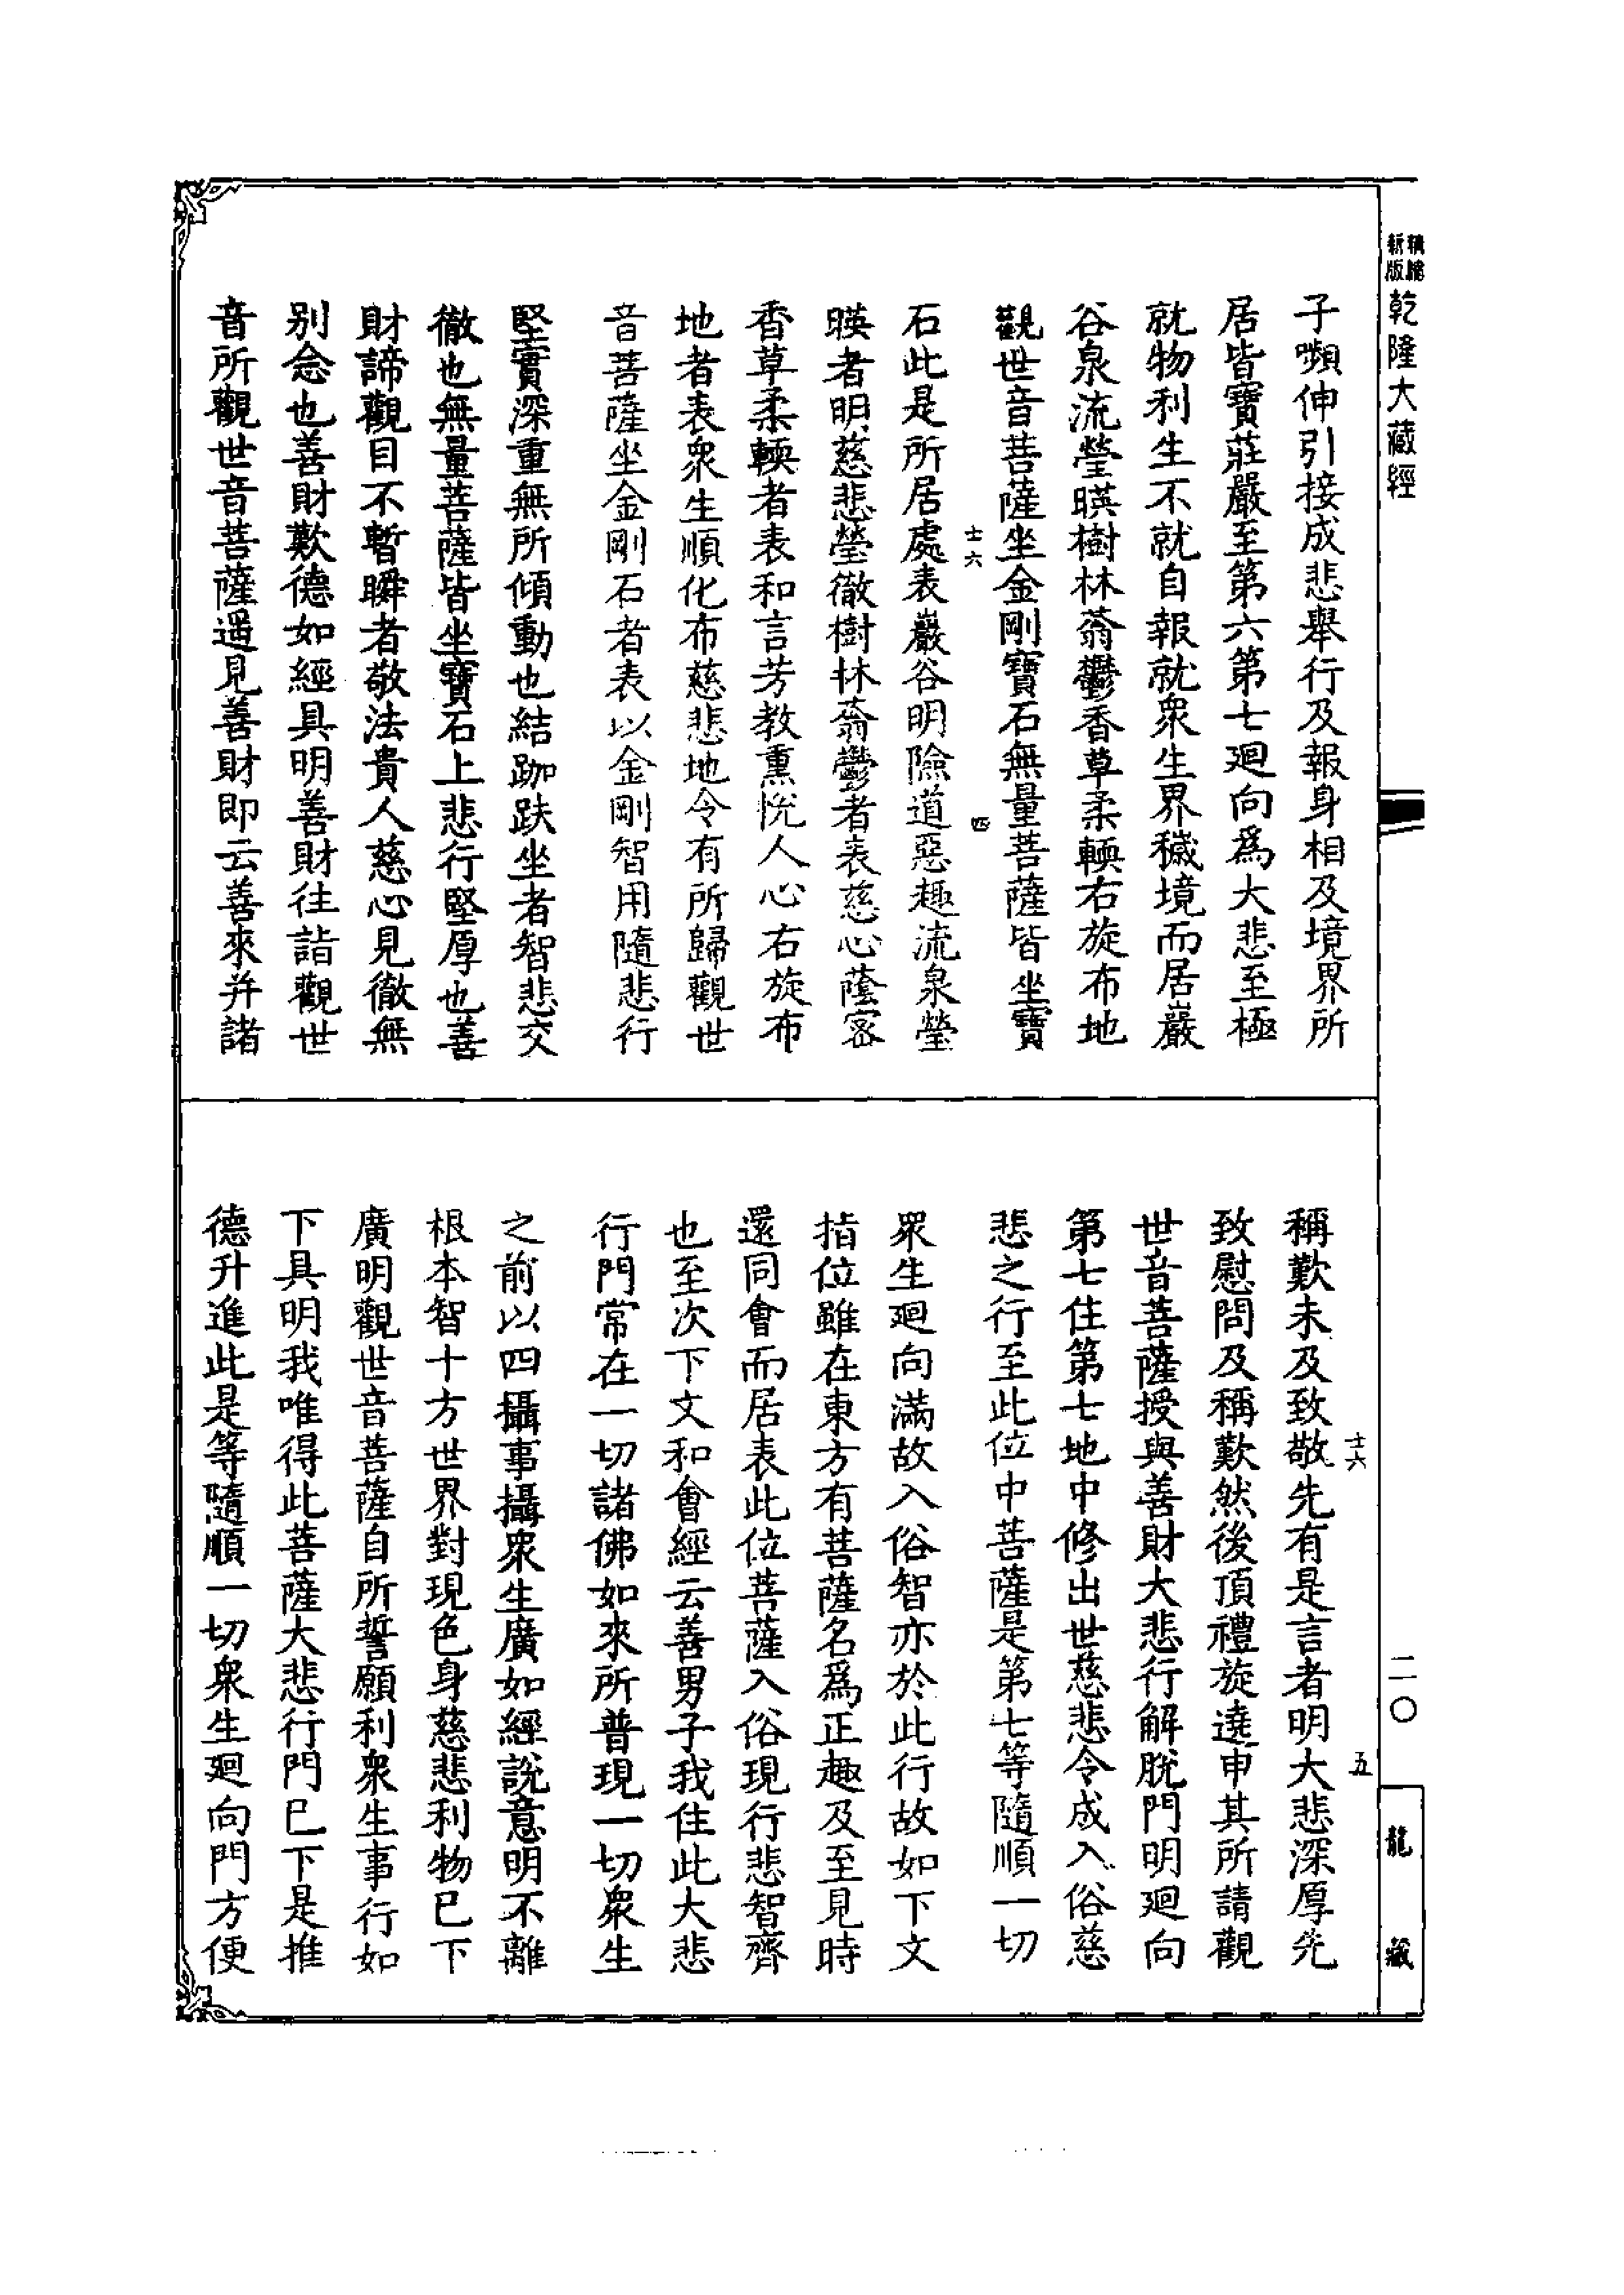 精繪
新版
乾隆大藏經
子嚬伸引接成悲舉行及報身相及境界所
居皆寶莊嚴至第六第七廻向爲大悲至極
就物利生不就自報就衆生界穢境而居巖
谷泉流瑩暎樹林蓊鬱香草柔輭右旋布地
觀世音菩薩坐金剛寶石無量菩薩皆坐寶
士六 四
石此是所居處表巖谷明險道惡趣流泉瑩
暎者明慈悲瑩徹樹林蓊鬱者表慈心蔭宻
香草柔輭者表和言芳教熏悅人心右旋布
地者表衆生順化布慈悲地令有所歸觀世
音菩薩坐金剛石者表以金剛智用隨悲行
堅實深重無所傾動也結跏趺坐者智悲交
徹也無量菩薩皆坐寶石上悲行堅厚也善
財諦觀目不暫瞬者敬法貴人慈心見徹無
别念也善財歎德如經具明善財往詣觀世
音所觀世音菩薩遥見善財即云善來并諸
士六 五
稱歎未及致敬先有是言者明大悲深厚先
致慰問及稱歎然後頂禮旋遶申其所請觀
世音菩薩授與善財大悲行解脱門明廻向
第七住第七地中修出世慈悲令成入俗慈
悲之行至此位中菩薩是第七等隨順一切
衆生廻向滿故入俗智亦於此行故如下文
指位雖在東方有菩薩名爲正趣及至見時
還同會而居表此位菩薩入俗現行悲智齊
也至次下文和會經云善男子我住此大悲
行門常在一切諸佛如來所普現一切衆生
之前以四攝事攝衆生廣如經說意明不離
根本智十方世界對現色身慈悲利物已下
廣明觀世音菩薩自所誓願利衆生事行如
下具明我唯得此菩薩大悲行門已下是推
德升進此是等隨順一切衆生廻向門方便
二〇
龍藏